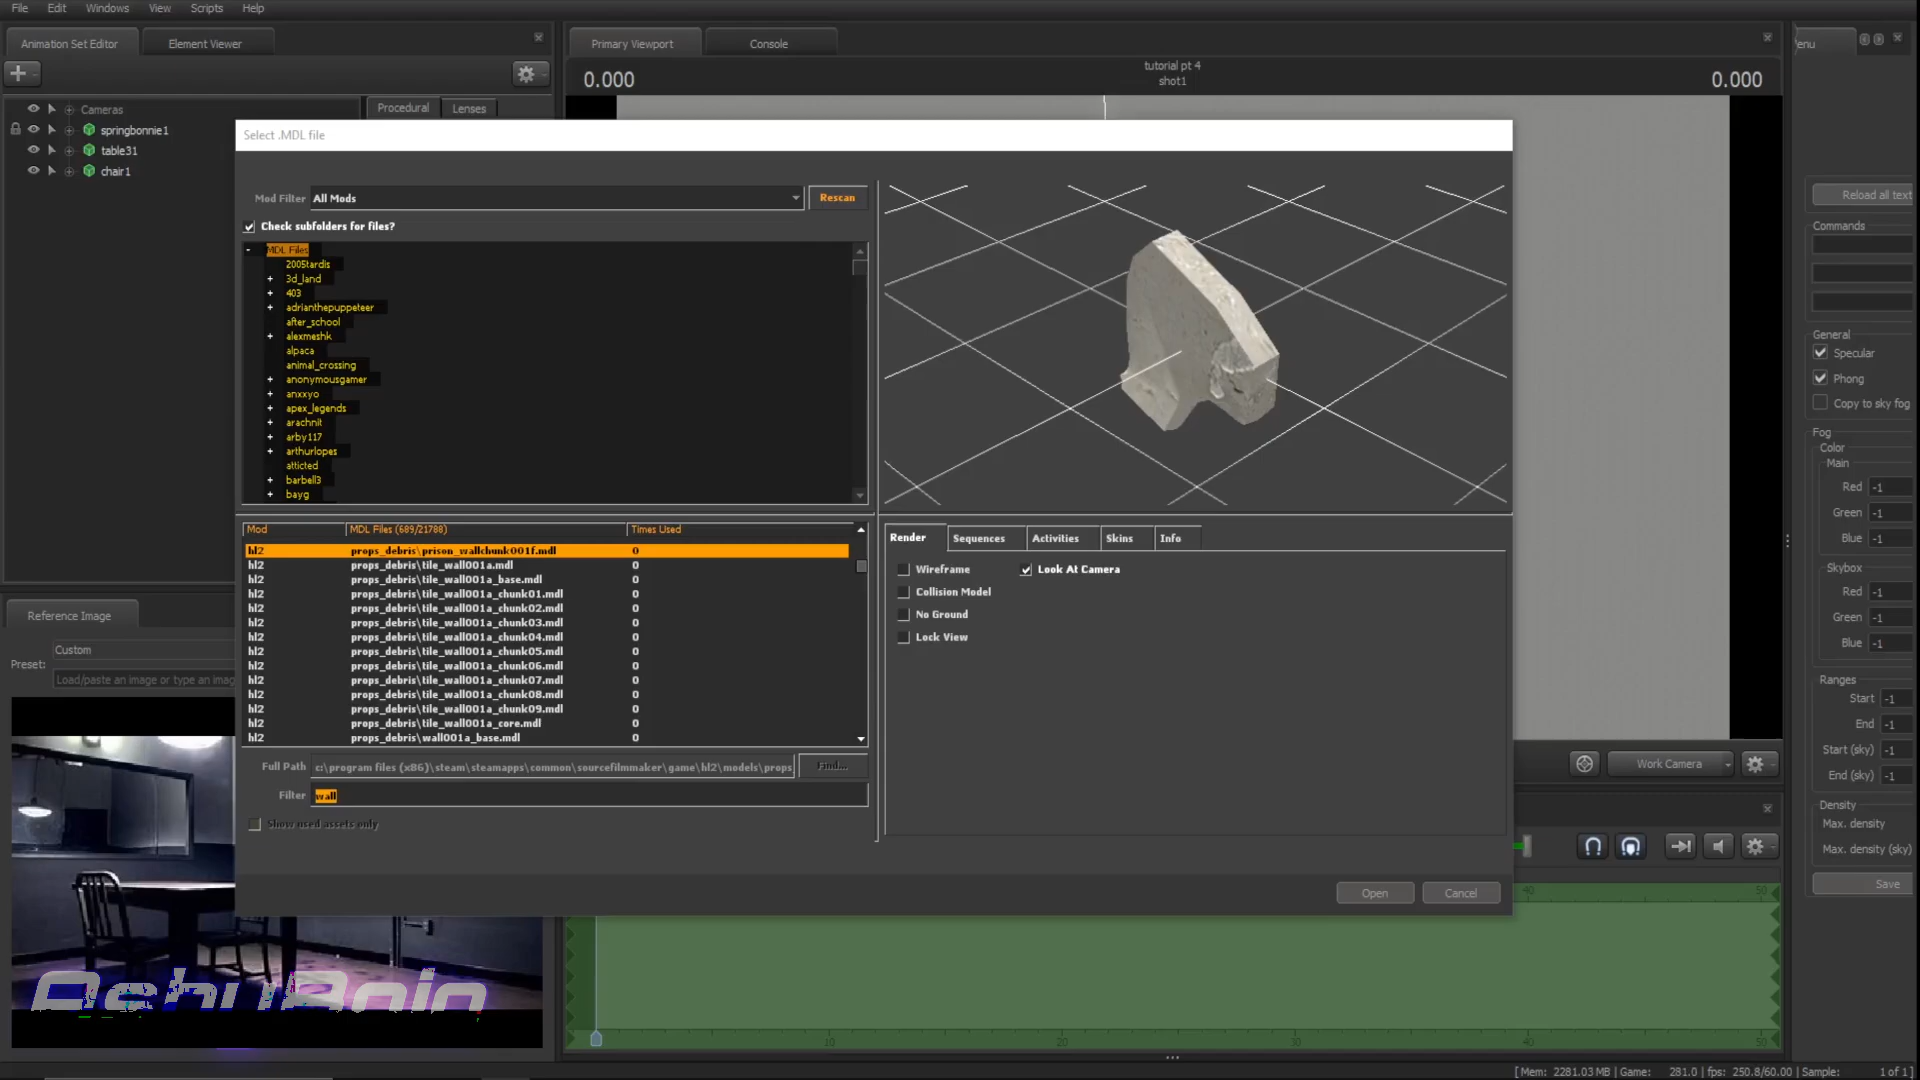 File Edit Windows View Scripts Help
Animation Set Editor Element Viewer
Primary Viewport Console
0.000
tutorial pt 4
shot1
0.000
Cameras
springbonnie1
table31
chair1
Procedural Lenses
Select .MDL file
Mod Filter All Mods Rescan
Check subfolders for files?
MDL Files
2005tardis
3d_land
403
adrianthepuppeteer
after_school
alexmeshk
alpaca
animal_crossing
anonymousgamer
anxxyo
apex_legends
arachnit
arby117
arthurlopes
atticted
barbell3
bayg
Mod MDL Files (689/21788) Times Used
hl2 props_debris\prison_wallchunk001f.mdl 0
hl2 props_debris\tile_wall001a.mdl 0
hl2 props_debris\tile_wall001a_base.mdl 0
hl2 props_debris\tile_wall001a_chunk01.mdl 0
hl2 props_debris\tile_wall001a_chunk02.mdl 0
hl2 props_debris\tile_wall001a_chunk03.mdl 0
hl2 props_debris\tile_wall001a_chunk04.mdl 0
hl2 props_debris\tile_wall001a_chunk05.mdl 0
hl2 props_debris\tile_wall001a_chunk06.mdl 0
hl2 props_debris\tile_wall001a_chunk07.mdl 0
hl2 props_debris\tile_wall001a_chunk08.mdl 0
hl2 props_debris\tile_wall001a_chunk09.mdl 0
hl2 props_debris\tile_wall001a_core.mdl 0
hl2 props_debris\wall001a_base.mdl 0
Full Path c:\program files (x86)\steam\steamapps\common\sourcefilmmaker\game\hl2\models\props Find...
Filter wall
Show used assets only
Render Sequences Activities Skins Info
Wireframe Look At Camera
Collision Model
No Ground
Lock View
Open Cancel
Reference Image
Custom
Preset:
Load/paste an image or type an imag
enu
Reload all text
Commands
General
Specular
Phong
Copy to sky fog
Fog
Color
Main
Red -1
Green -1
Blue -1
Skybox
Red -1
Green -1
Blue -1
Ranges
Start -1
End -1
Start (sky) -1
End (sky) -1
Density
Max. density
Max. density (sky)
Save
Work Camera
40 50
10 20 30 40 50
[ Mem: 2281.03 MB | Game: 281.0 | fps: 250.8/60.00 | Sample: 1 of 1 ]